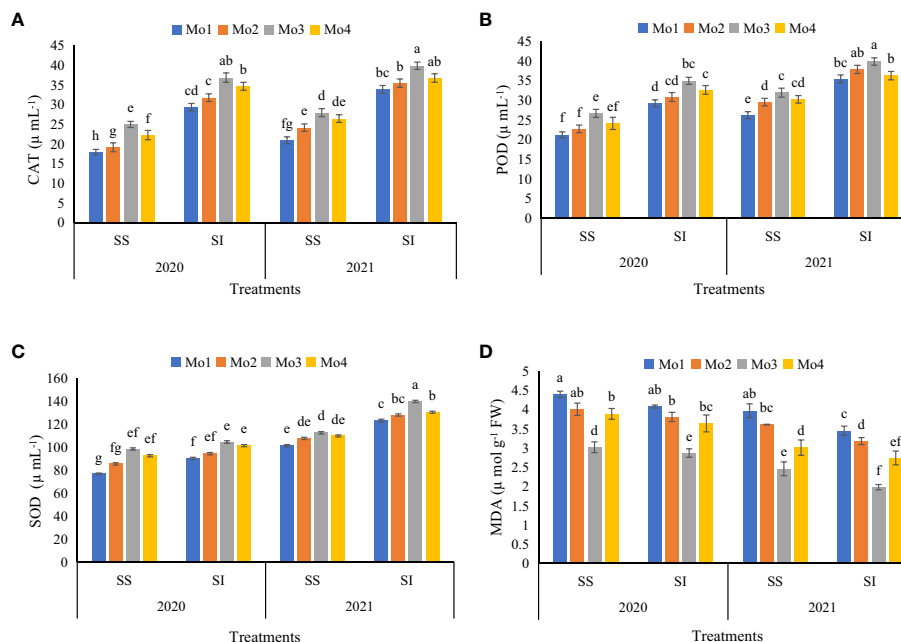 A
Mo1 Mo2 Mo3 Mo4
CAT (µ mL⁻¹)
45
40
35
30
25
20
15
10
5
0
h g e f
cd c ab b
fg e d de
bc b a ab
SS SI SS SI
2020 2021
Treatments
B
Mo1 Mo2 Mo3 Mo4
POD (µ mL⁻¹)
45
40
35
30
25
20
15
10
5
0
f f e ef
d d bc c
e d c cd
bc ab a b
SS SI SS SI
2020 2021
Treatments
C
Mo1 Mo2 Mo3 Mo4
SOD (µ mL⁻¹)
160
140
120
100
80
60
40
20
0
g fg ef ef
f ef e e
e de d de
c bc a b
SS SI SS SI
2020 2021
Treatments
D
Mo1 Mo2 Mo3 Mo4
MDA (µ mol g⁻¹ FW)
5
4.5
4
3.5
3
2.5
2
1.5
1
0.5
0
a ab d b
ab b e bc
ab bc e d
c d f ef
SS SI SS SI
2020 2021
Treatments